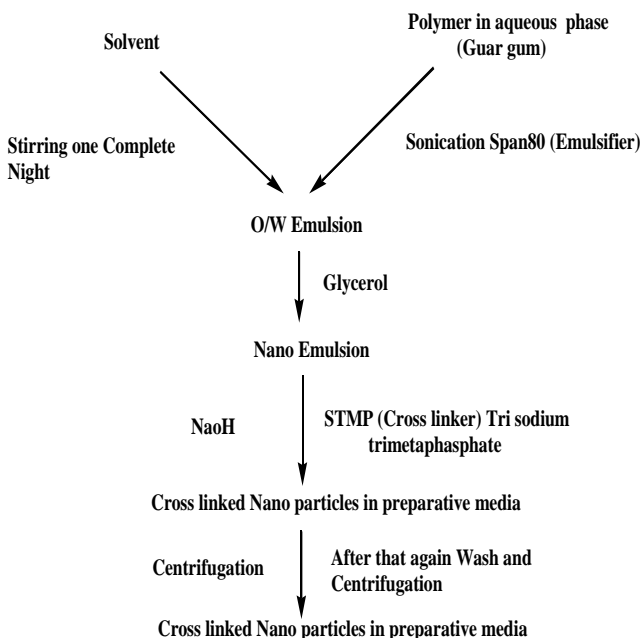 Solvent
Polymer in aqueous phase
(Guar gum)
Stirring one Complete
Night
Sonication Span80 (Emulsifier)
O/W Emulsion
Glycerol
Nano Emulsion
NaoH
STMP (Cross linker) Tri sodium
trimetaphasphate
Cross linked Nano particles in preparative media
Centrifugation
After that again Wash and
Centrifugation
Cross linked Nano particles in preparative media